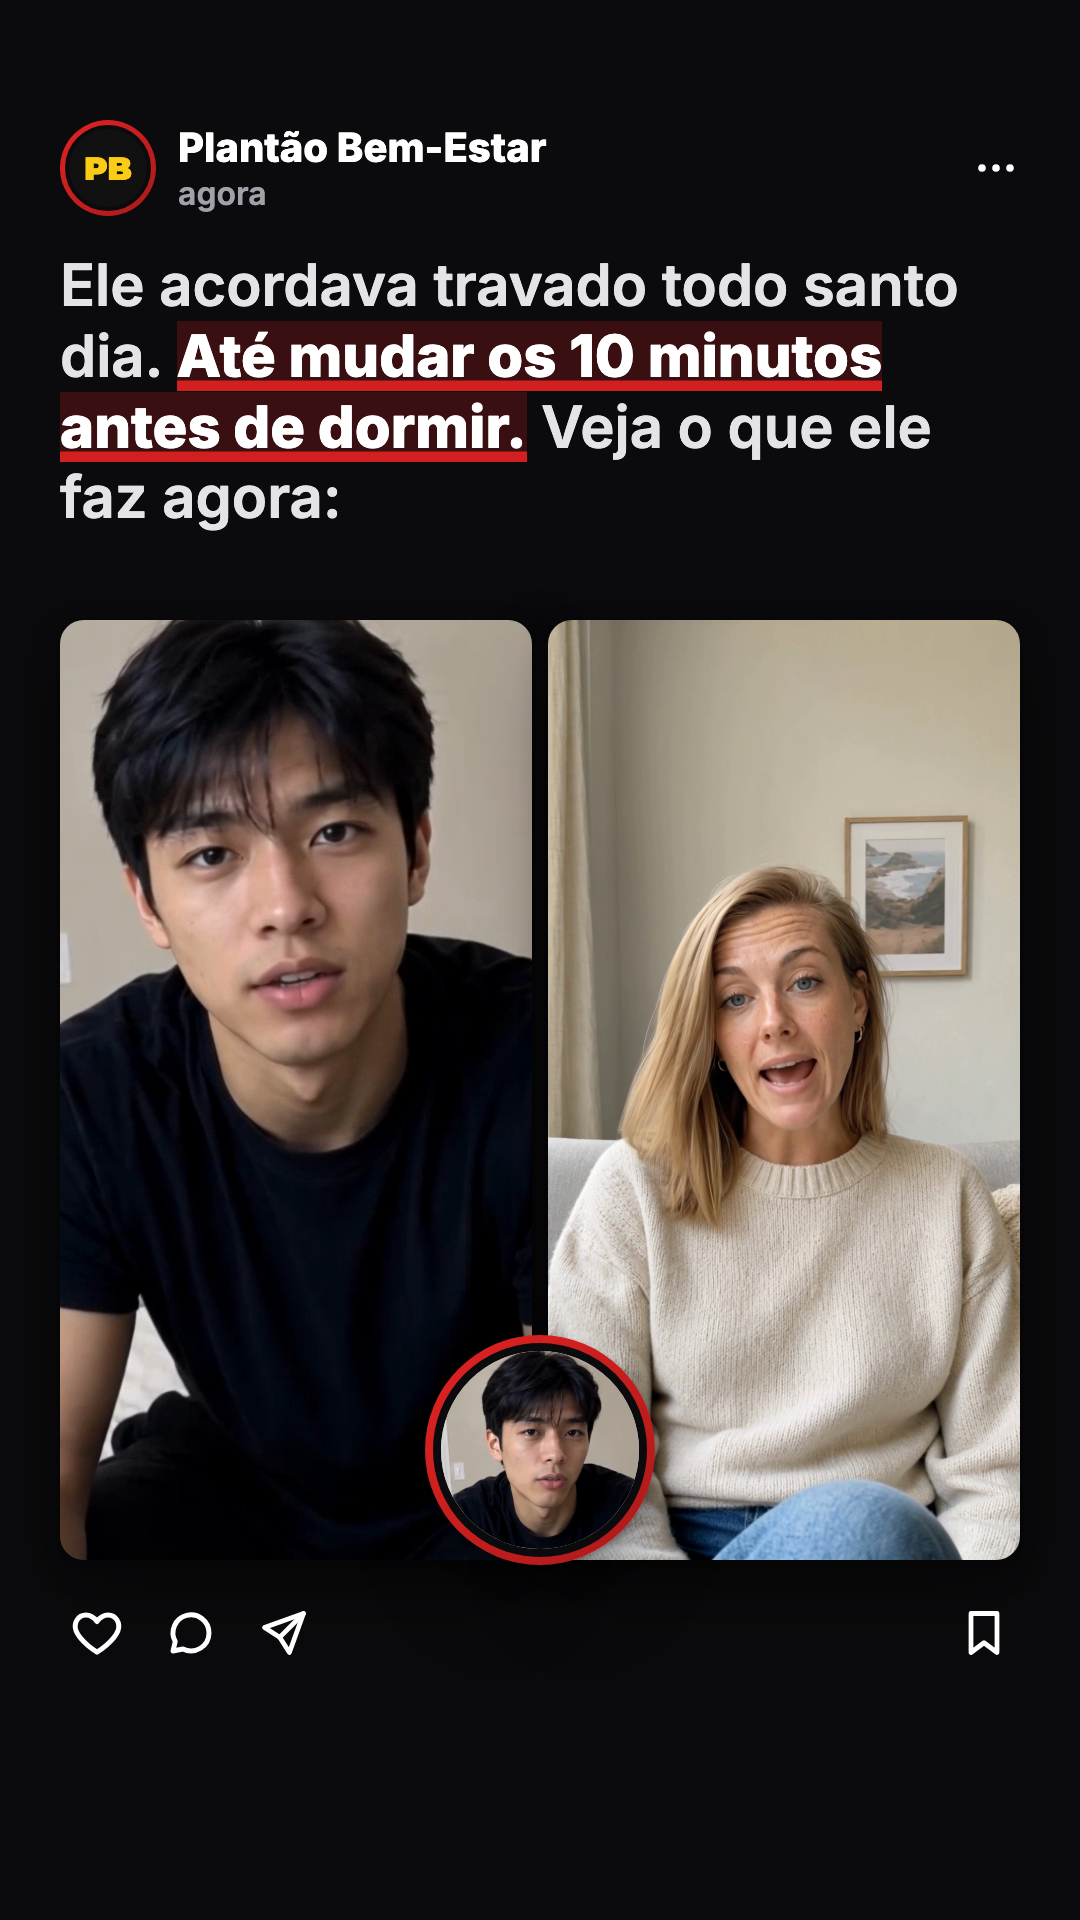 PB
Plantão Bem-Estar
agora
Ele acordava travado todo santo
dia. Até mudar os 10 minutos
antes de dormir. Veja o que ele
faz agora: